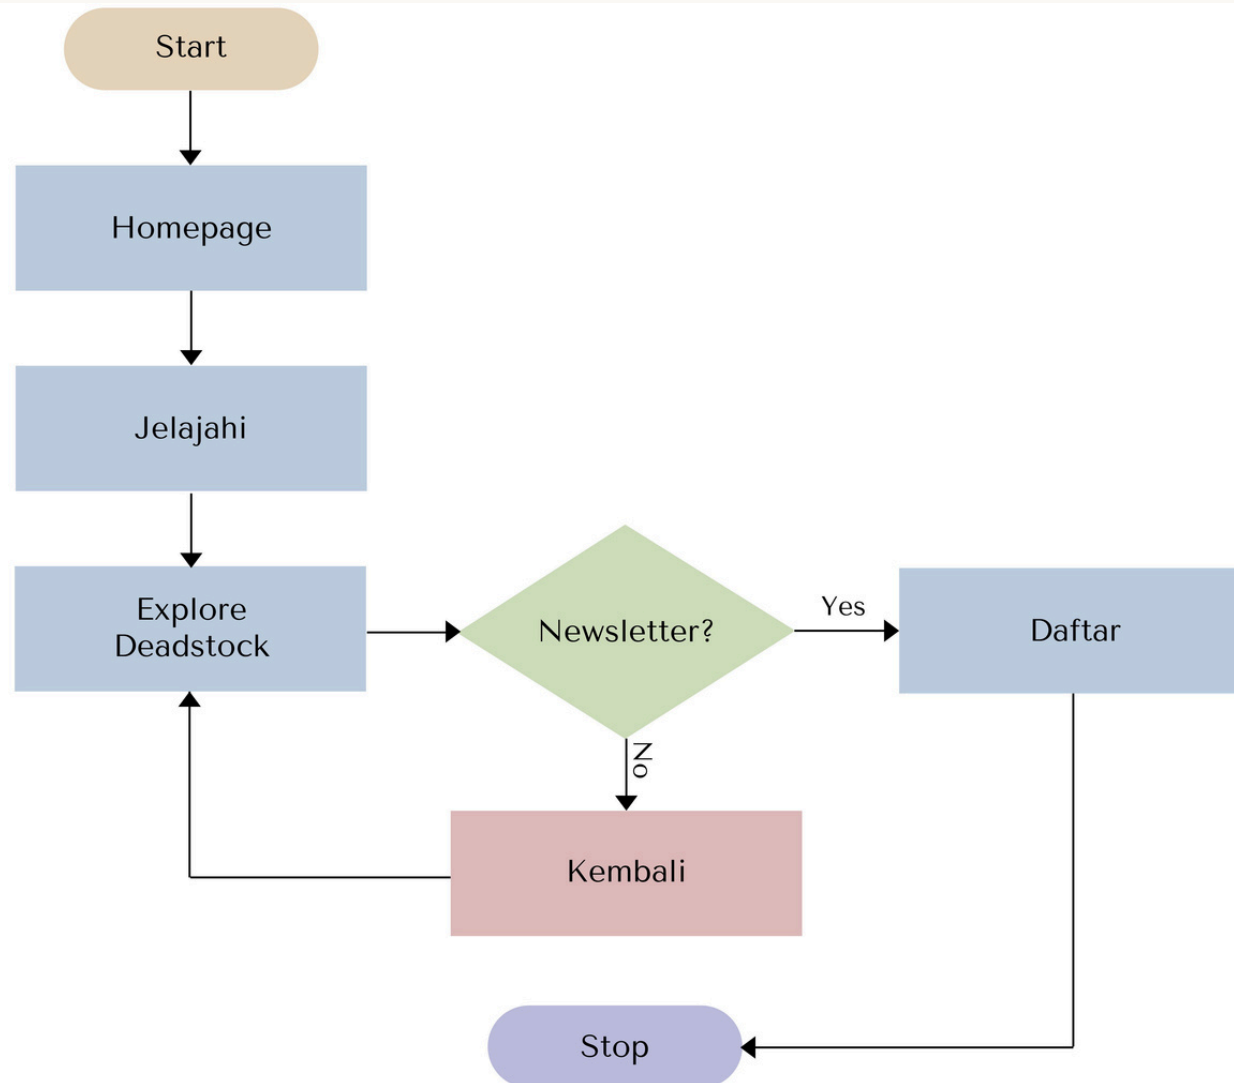 Start
Homepage
Jelajahi
Explore
Deadstock
Newsletter?
Yes
Daftar
No
Kembali
Stop